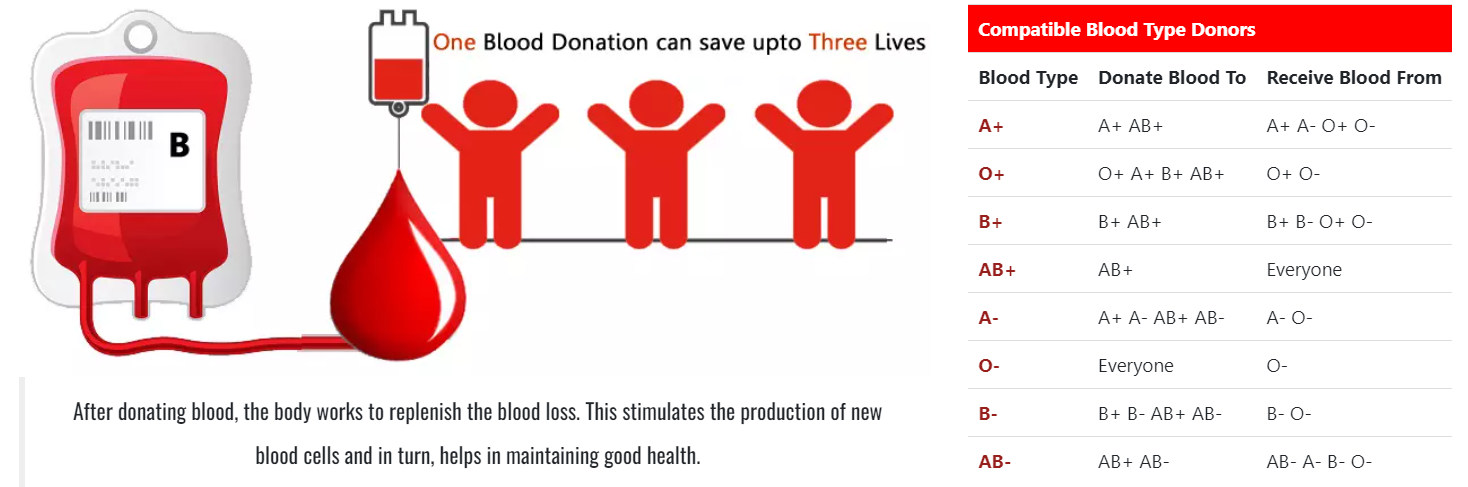 One Blood Donation can save upto Three Lives
B
After donating blood, the body works to replenish the blood loss. This stimulates the production of new
blood cells and in turn, helps in maintaining good health.
Compatible Blood Type Donors
Blood Type Donate Blood To Receive Blood From
A+ A+ AB+ A+ A- O+ O-
O+ O+ A+ B+ AB+ O+ O-
B+ B+ AB+ B+ B- O+ O-
AB+ AB+ Everyone
A- A+ A- AB+ AB- A- O-
O- Everyone O-
B- B+ B- AB+ AB- B- O-
AB- AB+ AB- AB- A- B- O-